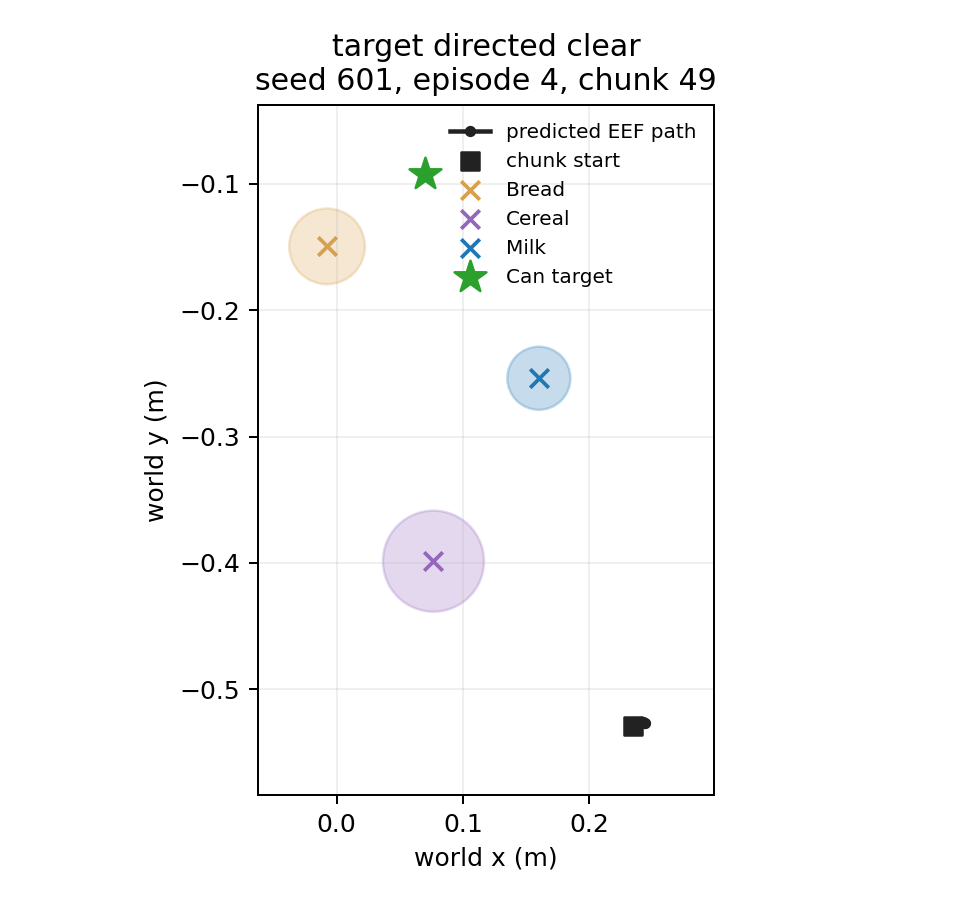 target directed clear
seed 601, episode 4, chunk 49
predicted EEF path
chunk start
Bread
Cereal
Milk
Can target
−0.1
−0.2
−0.3
−0.4
−0.5
world y (m)
0.0 0.1 0.2
world x (m)